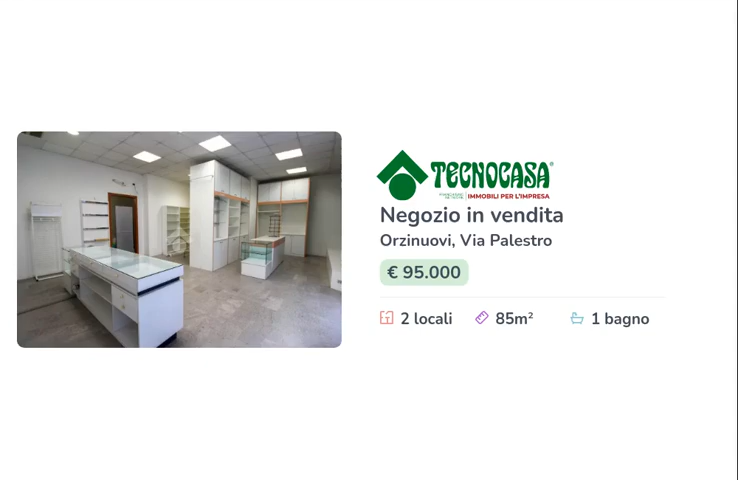 TECNOCASA
IMMOBILI PER L'IMPRESA
Negozio in vendita
Orzinuovi, Via Palestro
€ 95.000
2 locali 85m² 1 bagno